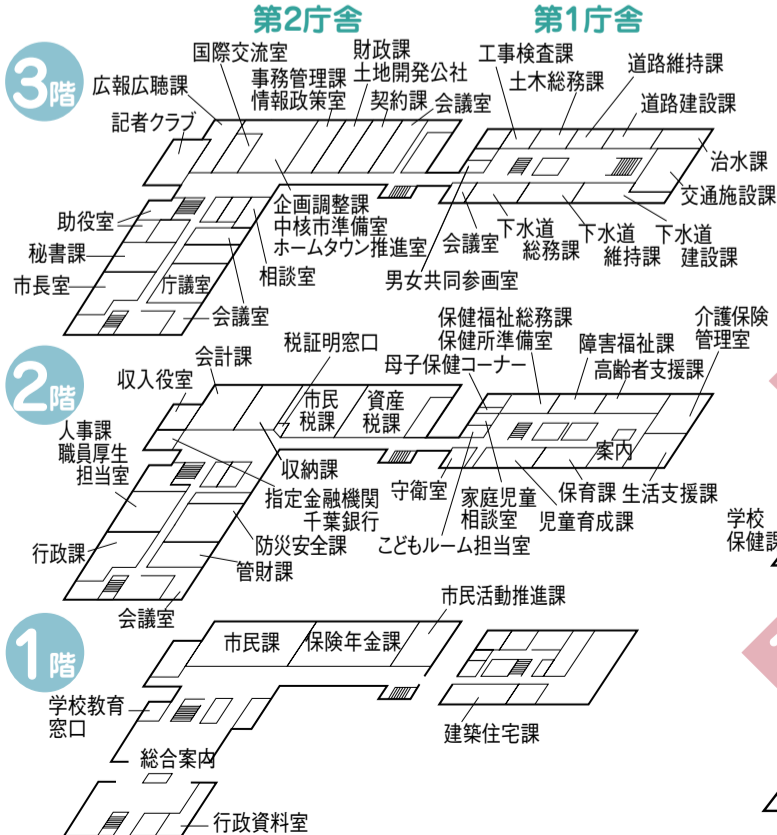 第2庁舎
第1庁舎
3階
国際交流室
財政課
工事検査課
道路維持課
広報広聴課
事務管理課
土地開発公社
土木総務課
情報政策室
契約課
会議室
道路建設課
記者クラブ
治水課
交通施設課
助役室
企画調整課
中核市準備室
ホームタウン推進室
会議室
下水道
総務課
下水道
維持課
下水道
建設課
秘書課
市長室
庁議室
相談室
男女共同参画室
会議室
2階
会計課
税証明窓口
保健福祉総務課
保健所準備室
介護保険
管理室
収入役室
母子保健コーナー
障害福祉課
高齢者支援課
市民
税課
資産
税課
人事課
職員厚生
担当室
案内
収納課
守衛室
家庭児童
相談室
保育課
生活支援課
指定金融機関
千葉銀行
児童育成課
行政課
防災安全課
こどもルーム担当室
管財課
会議室
学校
保健課
1階
市民活動推進課
市民課
保険年金課
学校教育
窓口
建築住宅課
総合案内
行政資料室